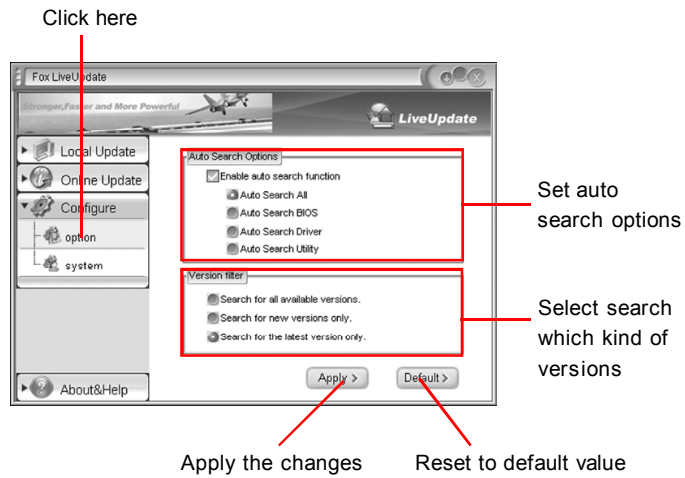 Click here
Fox LiveUpdate
Stronger,Faster and More Powerful
LiveUpdate
Local Update
Online Update
Configure
option
system
About&Help
Auto Search Options
Enable auto search function
Auto Search All
Auto Search BIOS
Auto Search Driver
Auto Search Utility
Version filter
Search for all available versions.
Search for new versions only.
Search for the latest version only.
Apply >
Default >
Set auto
search options
Select search
which kind of
versions
Apply the changes
Reset to default value